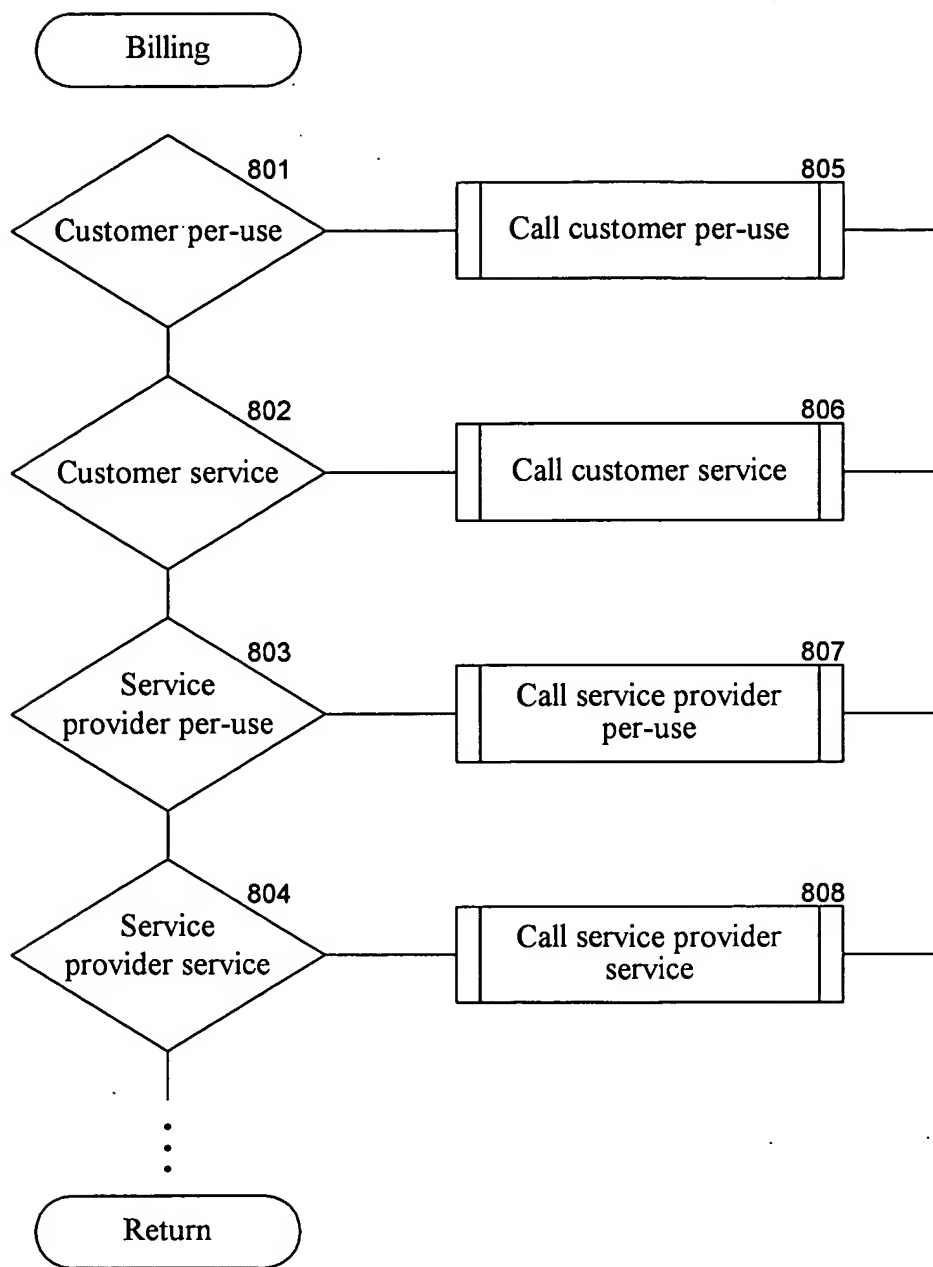 Billing
801
Customer per-use
805
Call customer per-use
802
Customer service
806
Call customer service
803
Service
provider per-use
807
Call service provider
per-use
804
Service
provider service
808
Call service provider
service
Return